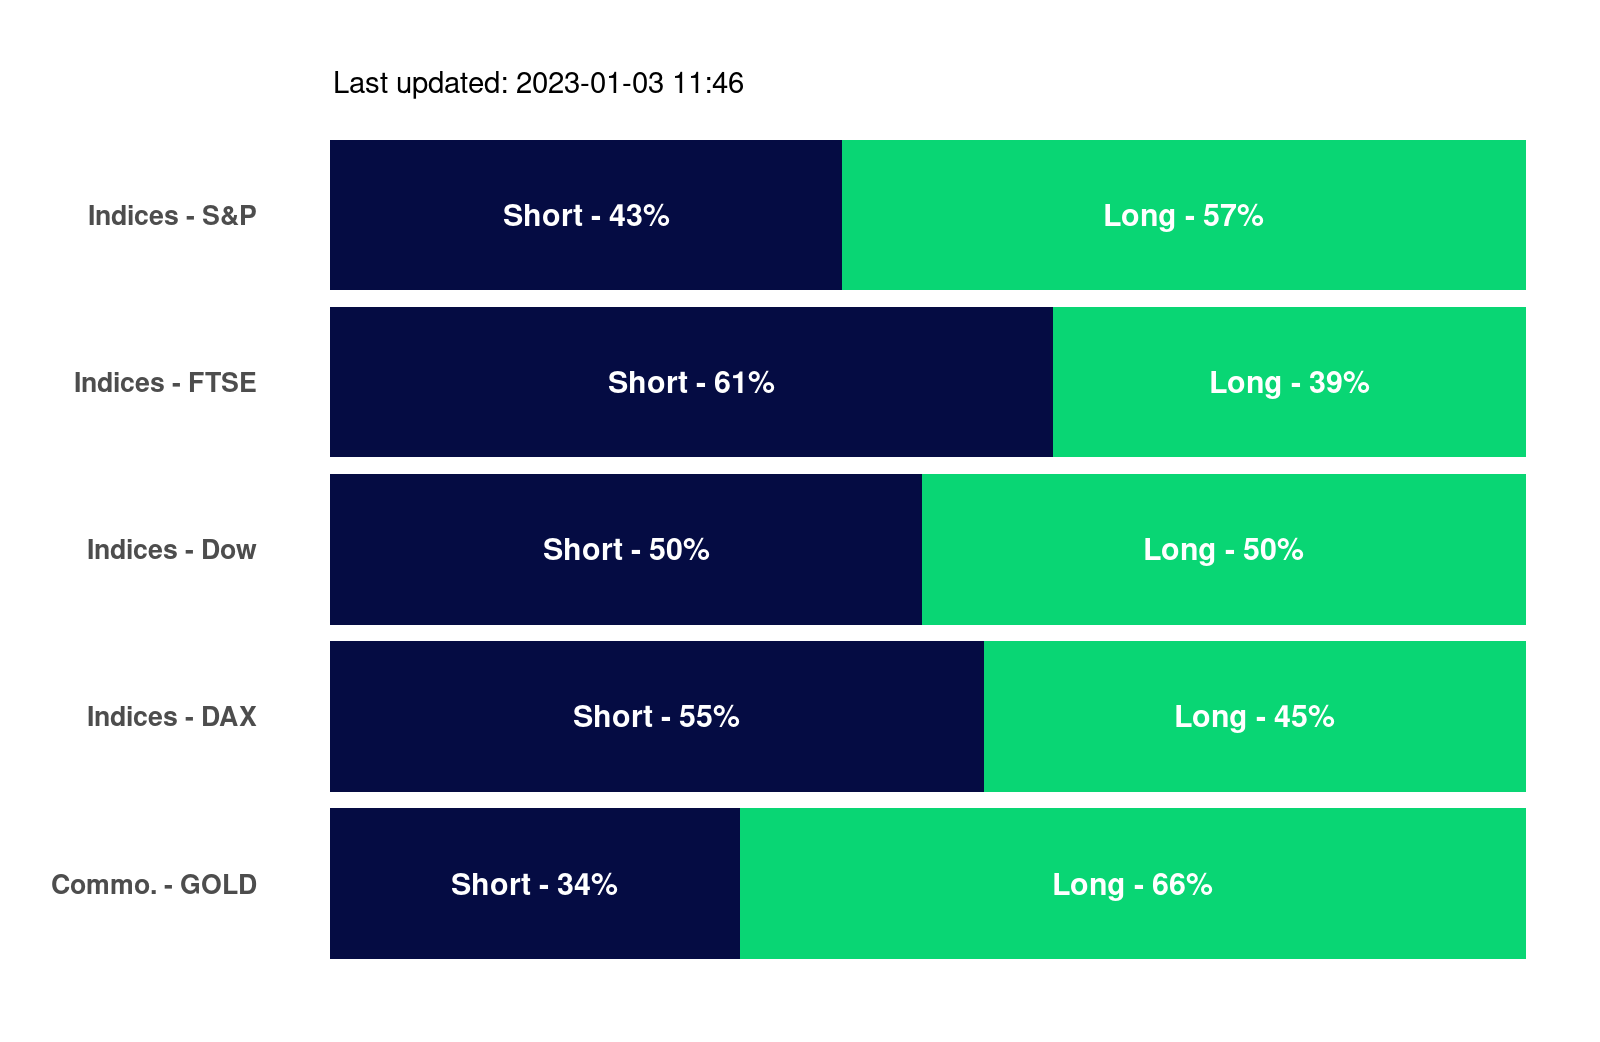 Last updated: 2023-01-03 11:46
Indices - S&P Short - 43% Long - 57%
Indices - FTSE Short - 61% Long - 39%
Indices - Dow Short - 50% Long - 50%
Indices - DAX Short - 55% Long - 45%
Commo. - GOLD Short - 34% Long - 66%